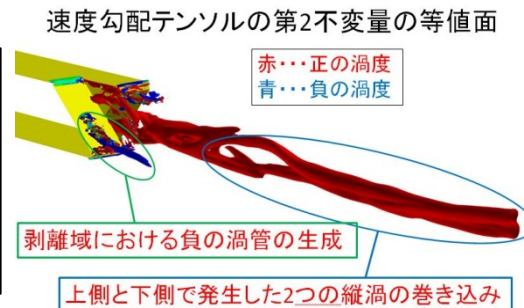 速度勾配テンソルの第2不変量の等値面
赤･･･正の渦度
青･･･負の渦度
剥離域における負の渦管の生成
上側と下側で発生した2つの縦渦の巻き込み